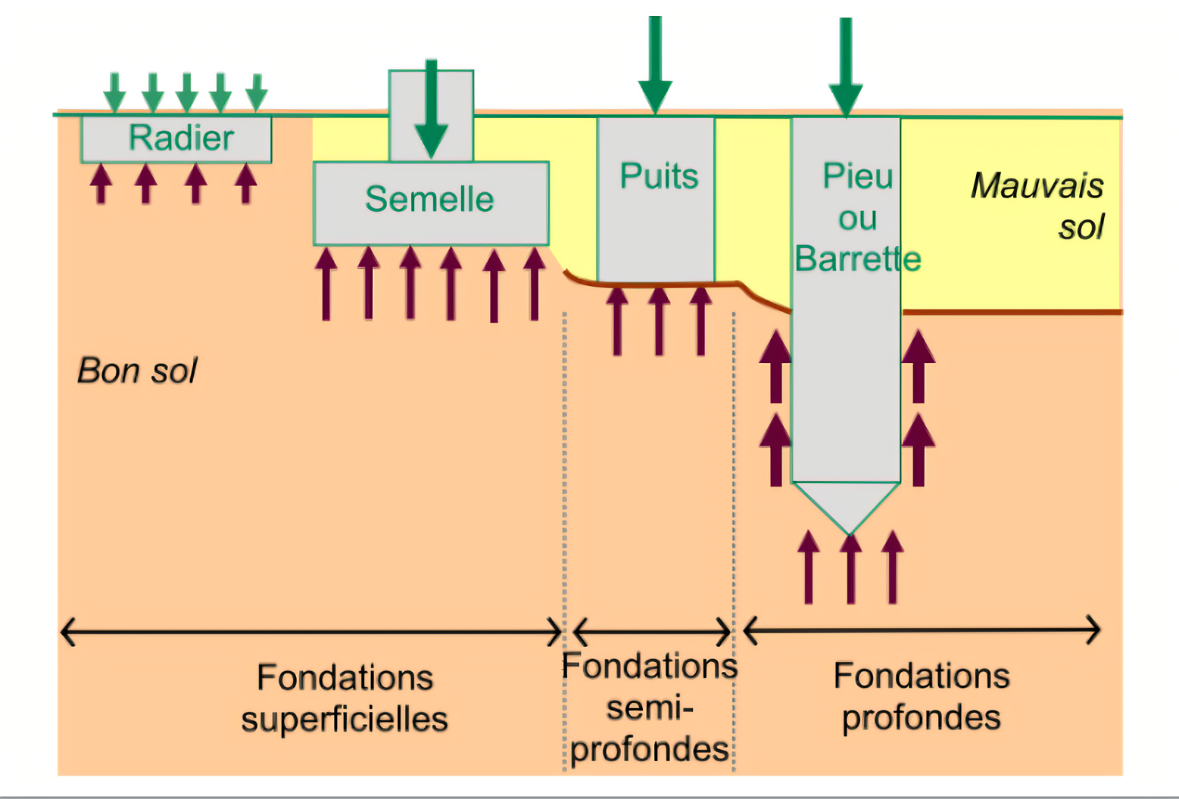 Radier
Semelle
Puits
Pieu
ou
Barrette
Mauvais
sol
Bon sol
Fondations
superficielles
Fondations
semi-
profondes
Fondations
profondes